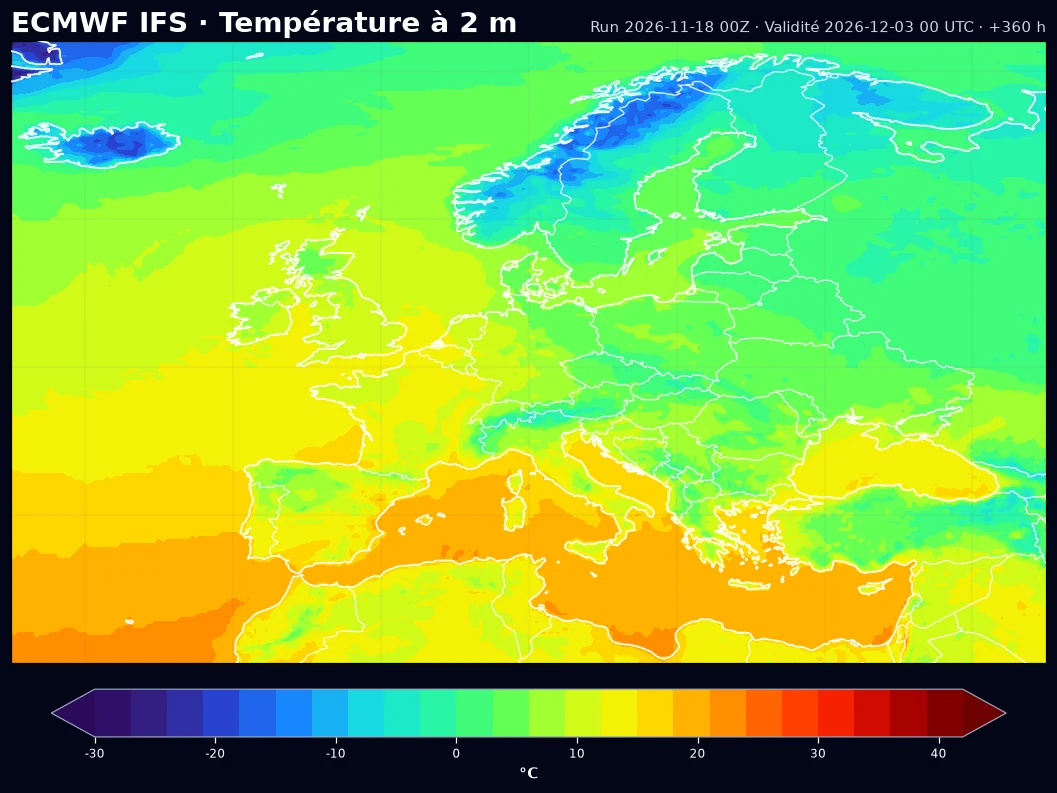 ECMWF IFS · Température à 2 m
Run 2026-11-18 00Z · Validité 2026-12-03 00 UTC · +360 h
-30 -20 -10 0 10 20 30 40
°C